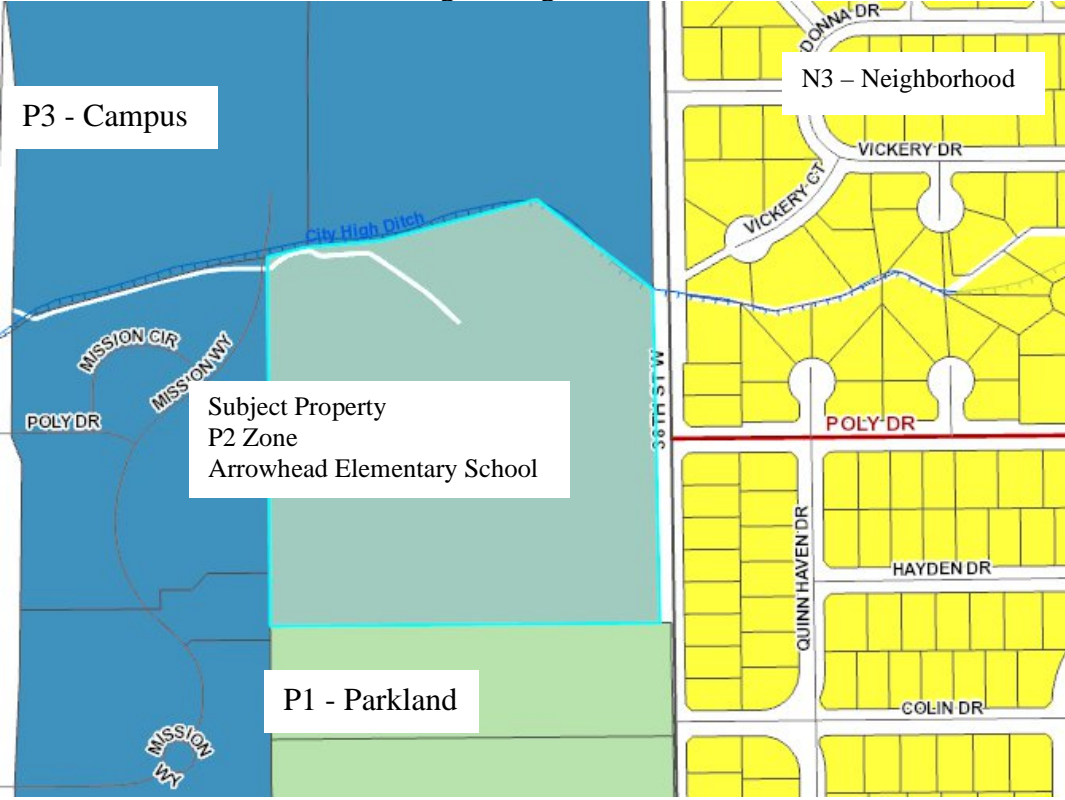 DONNA DR
N3 – Neighborhood
P3 - Campus
VICKERY DR
VICKERY CT
City High Ditch
MISSION CIR
MISSION WY
POLY DR
Subject Property
P2 Zone
Arrowhead Elementary School
38TH ST W
POLY DR
QUINN HAVEN DR
HAYDEN DR
P1 - Parkland
COLIN DR
MISSION
WY